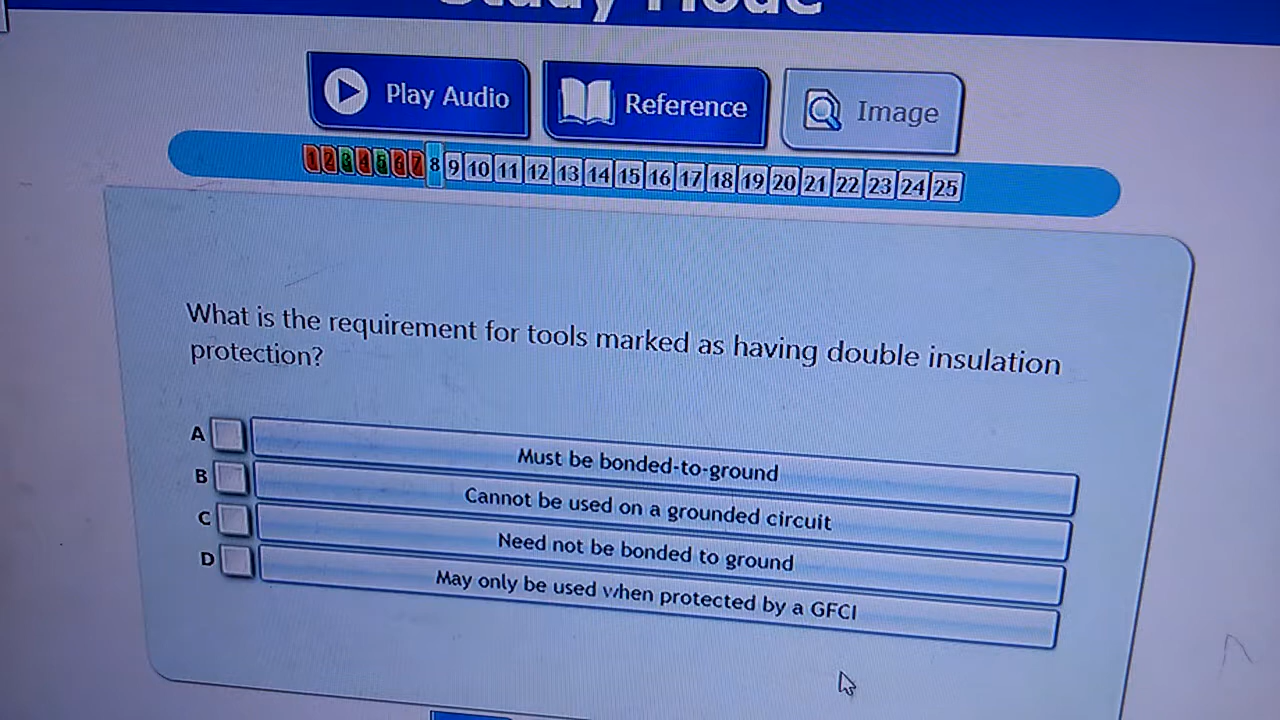 Study Mode
Play Audio
Reference
Image
1 2 3 4 5 6 7 8 9 10 11 12 13 14 15 16 17 18 19 20 21 22 23 24 25
What is the requirement for tools marked as having double insulation
protection?
A Must be bonded-to-ground
B Cannot be used on a grounded circuit
C Need not be bonded to ground
D May only be used when protected by a GFCI